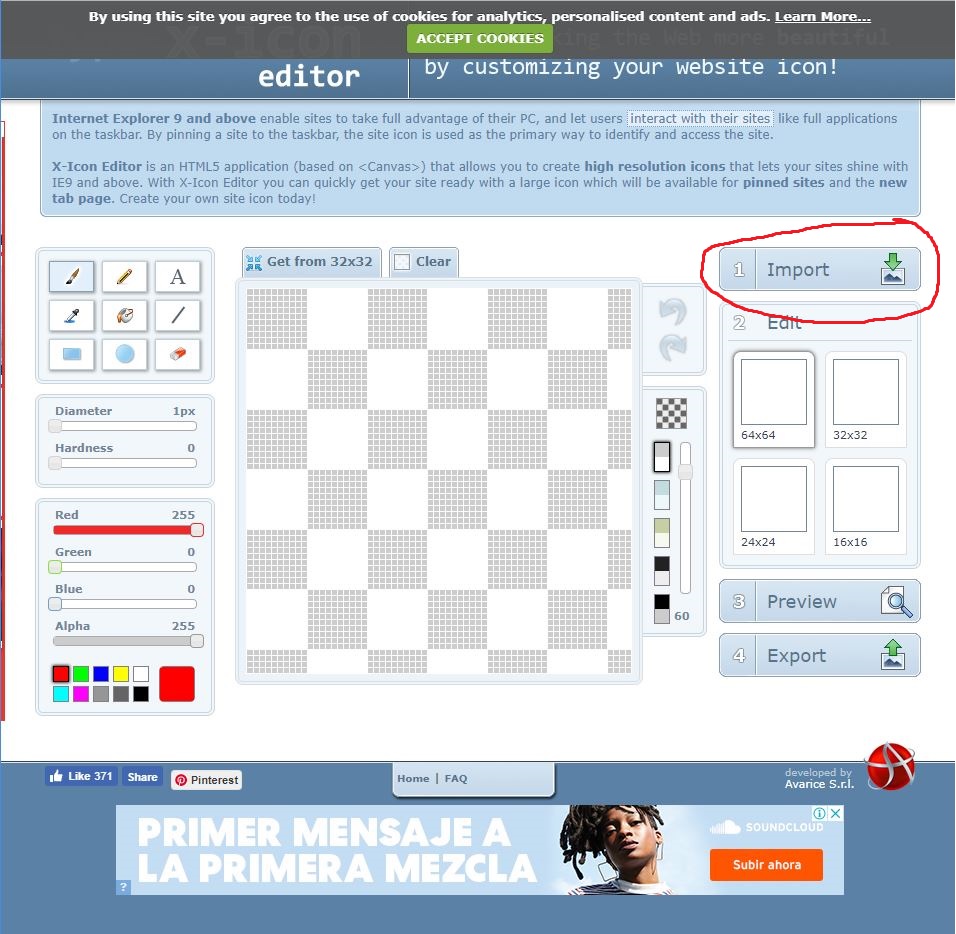 By using this site you agree to the use of cookies for analytics, personalised content and ads. Learn More...
ACCEPT COOKIES
x-icon
king the Web more beautiful
editor
by customizing your website icon!
Internet Explorer 9 and above enable sites to take full advantage of their PC, and let users interact with their sites like full applications
on the taskbar. By pinning a site to the taskbar, the site icon is used as the primary way to identify and access the site.
X-Icon Editor is an HTML5 application (based on <Canvas>) that allows you to create high resolution icons that lets your sites shine with
IE9 and above. With X-Icon Editor you can quickly get your site ready with a large icon which will be available for pinned sites and the new
tab page. Create your own site icon today!
A
Diameter 1px
Hardness 0
Red 255
Green 0
Blue 0
Alpha 255
Get from 32x32 Clear
60
1 Import
2 Edit
64x64 32x32
24x24 16x16
3 Preview
4 Export
Like 371 Share Pinterest
Home | FAQ
developed by
Avarice S.r.l.
PRIMER MENSAJE A
LA PRIMERA MEZCLA
SOUNDCLOUD
Subir ahora
?